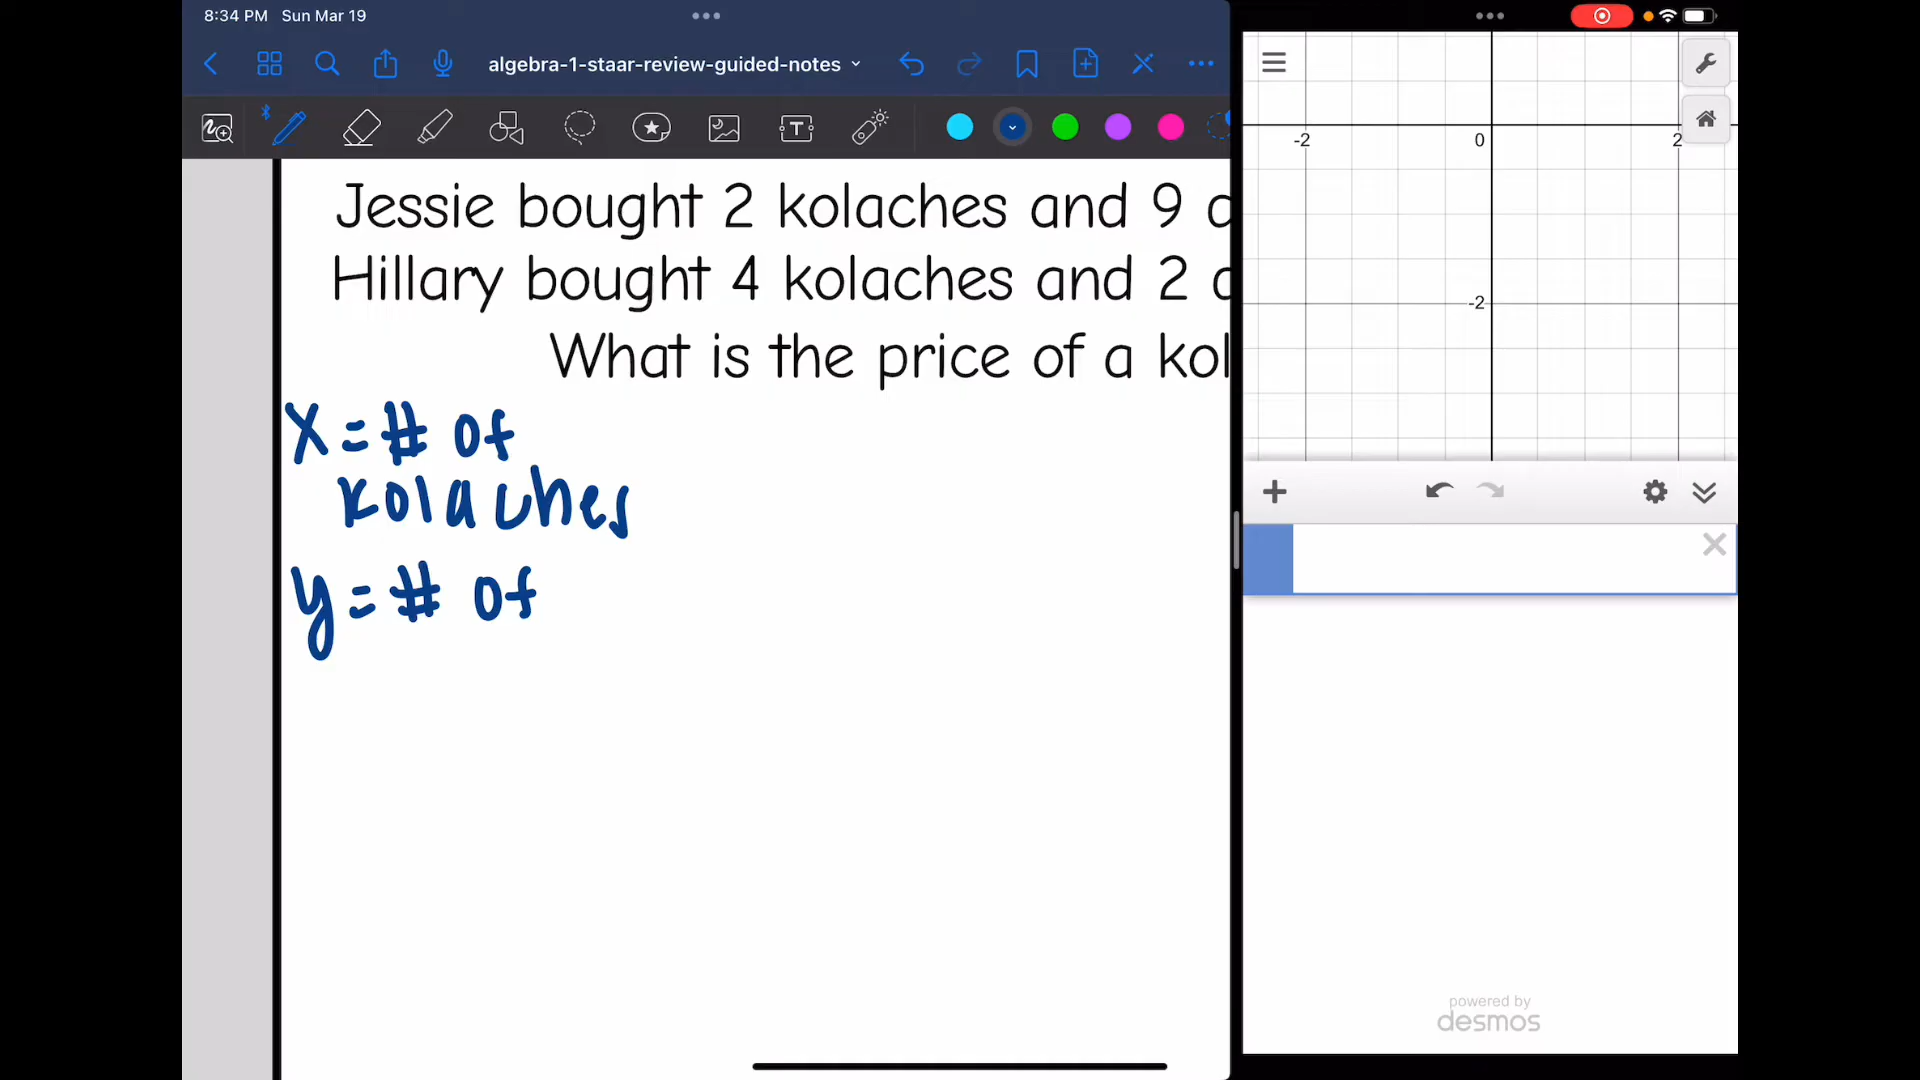 8:34 PM Sun Mar 19
algebra-1-staar-review-guided-notes
Jessie bought 2 kolaches and 9
Hillary bought 4 kolaches and 2
What is the price of a kol
X = # of
kolaches
y = # of
-2 0 2
-2
powered by
desmos